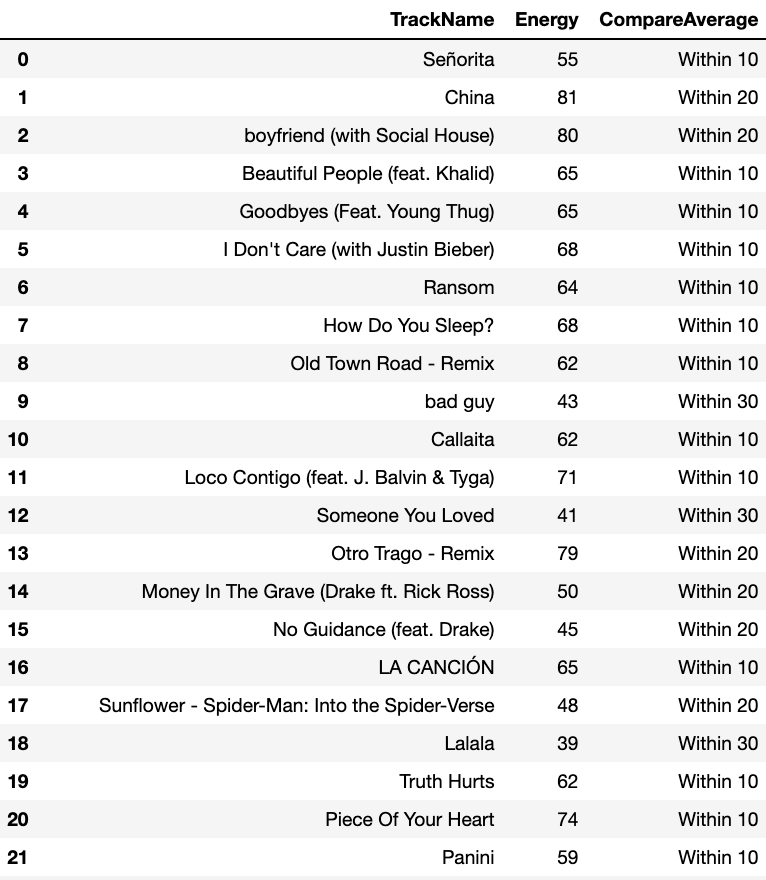 TrackName Energy CompareAverage
0 Señorita 55 Within 10
1 China 81 Within 20
2 boyfriend (with Social House) 80 Within 20
3 Beautiful People (feat. Khalid) 65 Within 10
4 Goodbyes (Feat. Young Thug) 65 Within 10
5 I Don't Care (with Justin Bieber) 68 Within 10
6 Ransom 64 Within 10
7 How Do You Sleep? 68 Within 10
8 Old Town Road - Remix 62 Within 10
9 bad guy 43 Within 30
10 Callaita 62 Within 10
11 Loco Contigo (feat. J. Balvin & Tyga) 71 Within 10
12 Someone You Loved 41 Within 30
13 Otro Trago - Remix 79 Within 20
14 Money In The Grave (Drake ft. Rick Ross) 50 Within 20
15 No Guidance (feat. Drake) 45 Within 20
16 LA CANCIÓN 65 Within 10
17 Sunflower - Spider-Man: Into the Spider-Verse 48 Within 20
18 Lalala 39 Within 30
19 Truth Hurts 62 Within 10
20 Piece Of Your Heart 74 Within 10
21 Panini 59 Within 10